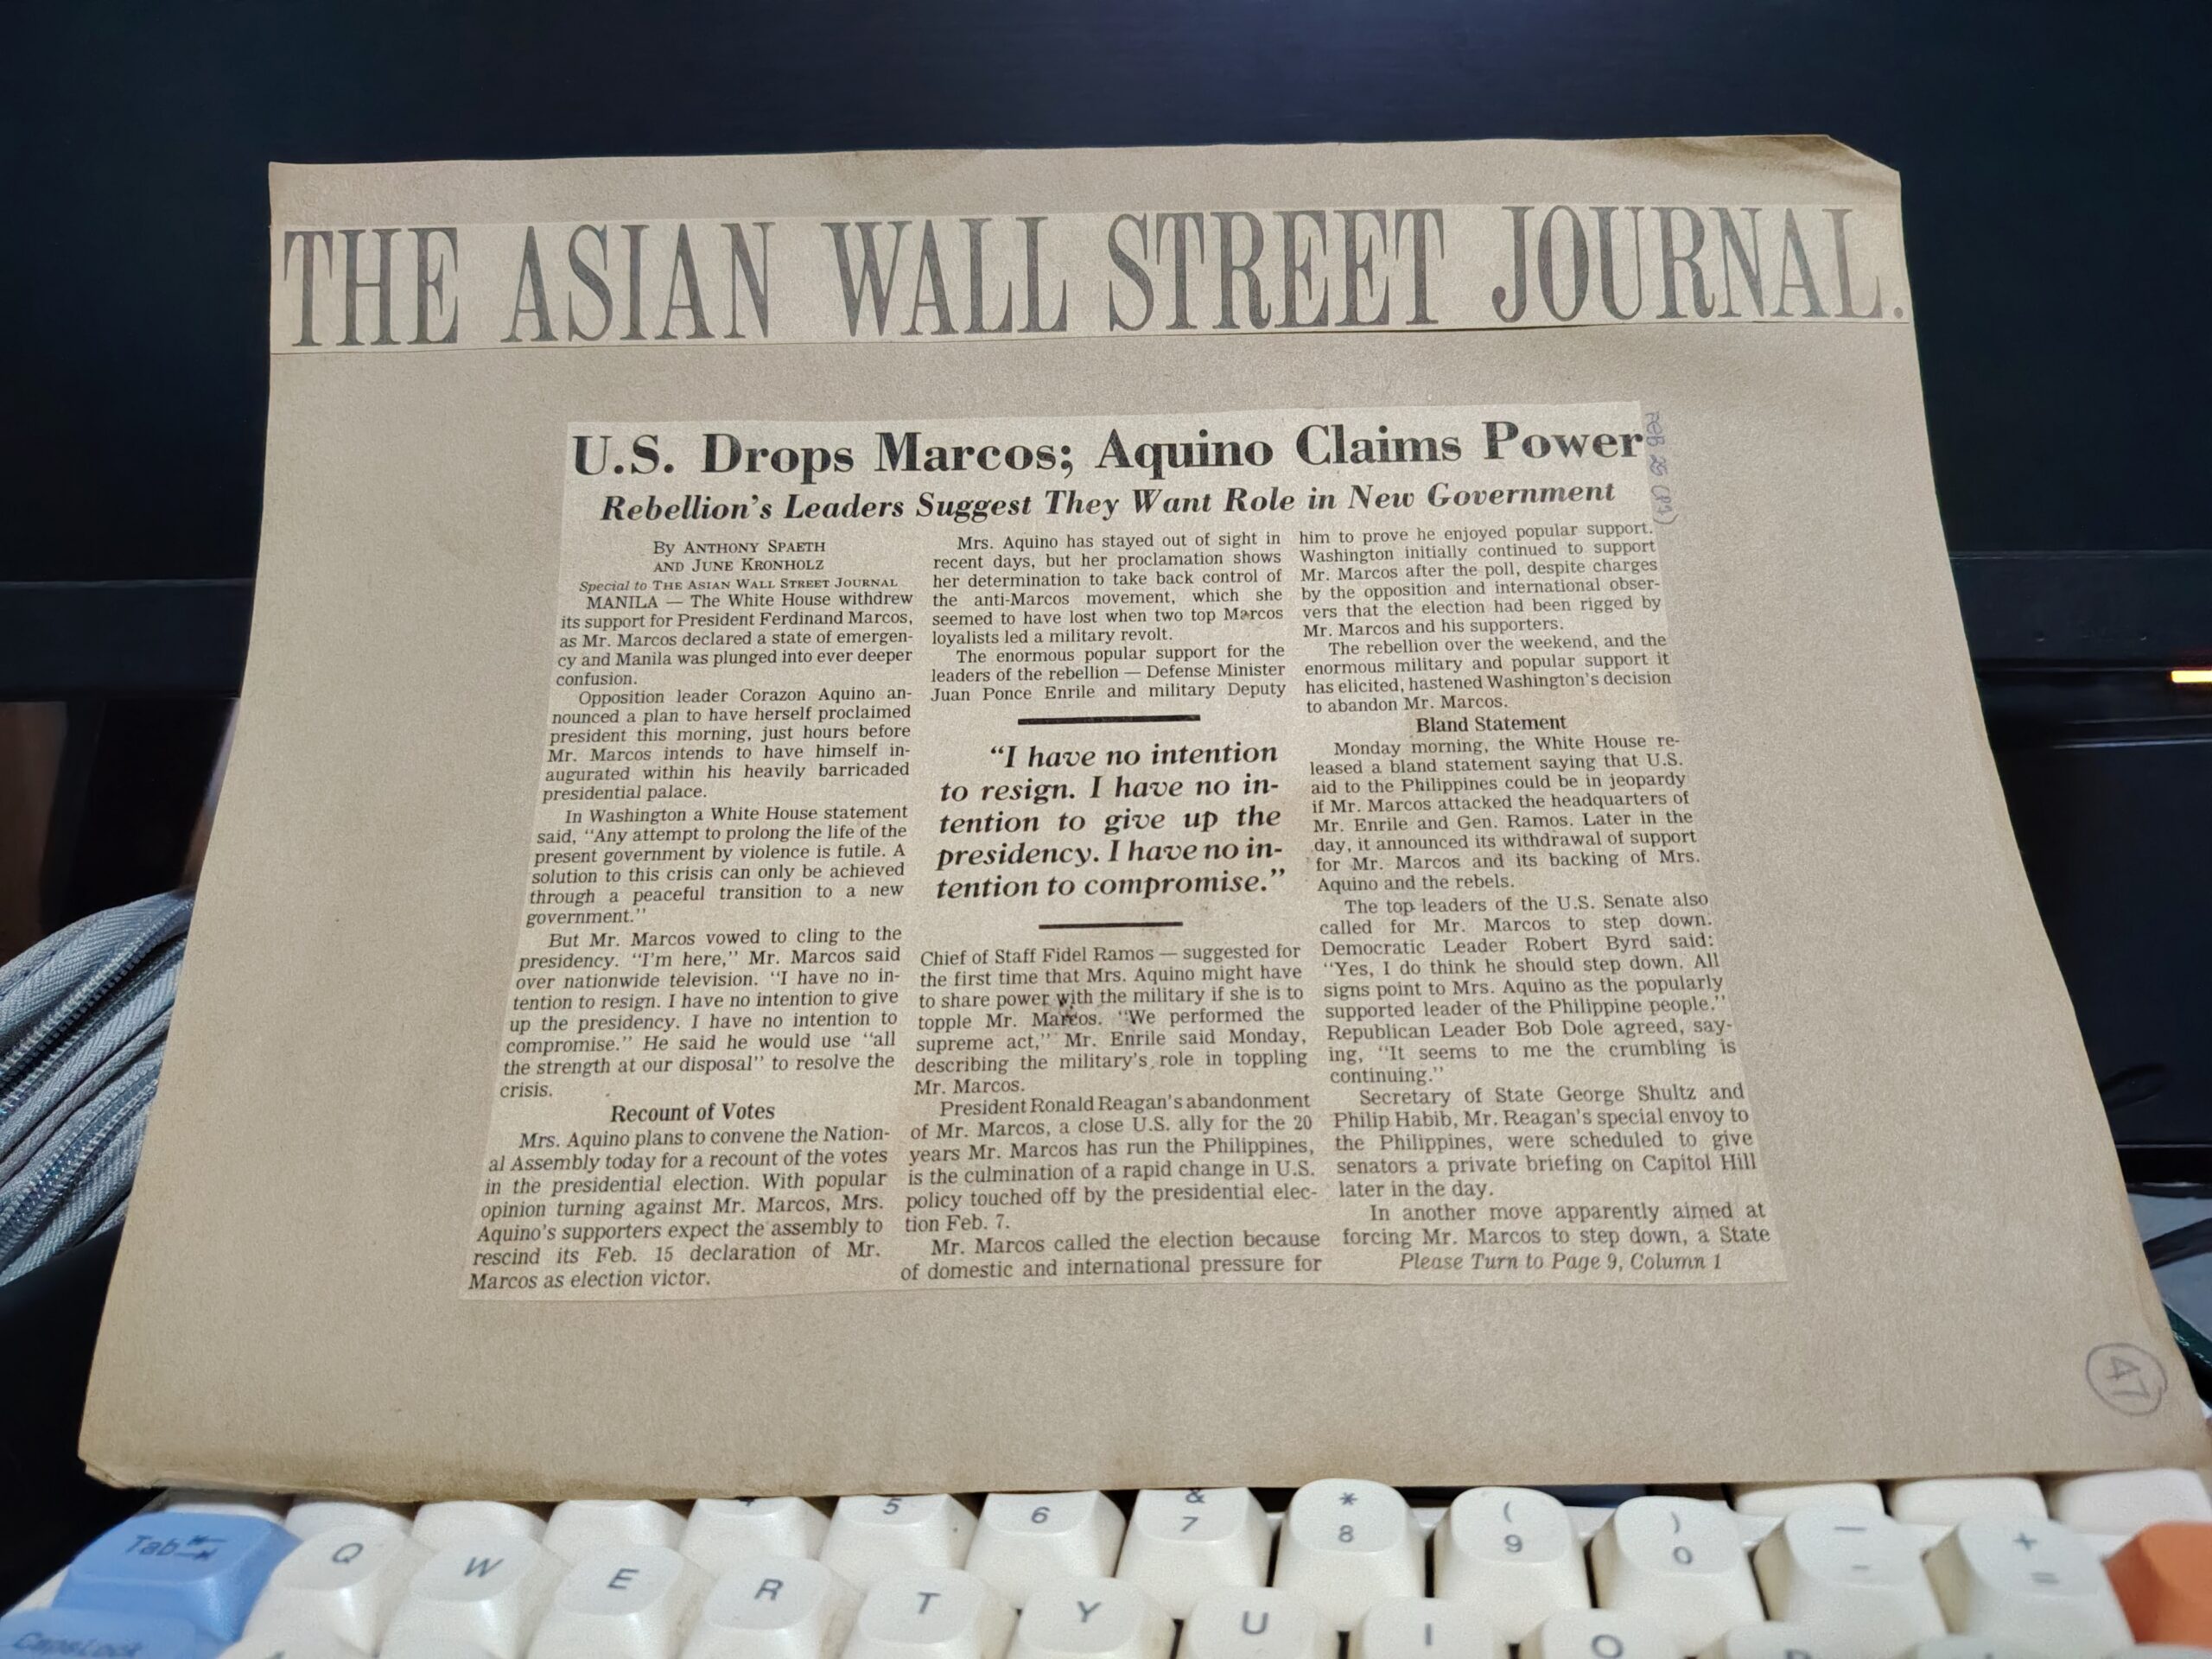 THE ASIAN WALL STREET JOURNAL.
U.S. Drops Marcos; Aquino Claims Power
FEB 25 (P1)
Rebellion's Leaders Suggest They Want Role in New Government
By ANTHONY SPAETH
AND JUNE KRONHOLZ
Special to THE ASIAN WALL STREET JOURNAL
MANILA — The White House withdrew
its support for President Ferdinand Marcos,
as Mr. Marcos declared a state of emergen-
cy and Manila was plunged into ever deeper
confusion.
Opposition leader Corazon Aquino an-
nounced a plan to have herself proclaimed
president this morning, just hours before
Mr. Marcos intends to have himself in-
augurated within his heavily barricaded
presidential palace.
In Washington a White House statement
said, "Any attempt to prolong the life of the
present government by violence is futile. A
solution to this crisis can only be achieved
through a peaceful transition to a new
government."
But Mr. Marcos vowed to cling to the
presidency. "I'm here," Mr. Marcos said
over nationwide television. "I have no in-
tention to resign. I have no intention to give
up the presidency. I have no intention to
compromise." He said he would use "all
the strength at our disposal" to resolve the
crisis.
Recount of Votes
Mrs. Aquino plans to convene the Nation-
al Assembly today for a recount of the votes
in the presidential election. With popular
opinion turning against Mr. Marcos, Mrs.
Aquino's supporters expect the assembly to
rescind its Feb. 15 declaration of Mr.
Marcos as election victor.
Mrs. Aquino has stayed out of sight in
recent days, but her proclamation shows
her determination to take back control of
the anti-Marcos movement, which she
seemed to have lost when two top Marcos
loyalists led a military revolt.
The enormous popular support for the
leaders of the rebellion — Defense Minister
Juan Ponce Enrile and military Deputy
"I have no intention
to resign. I have no in-
tention to give up the
presidency. I have no in-
tention to compromise."
Chief of Staff Fidel Ramos — suggested for
the first time that Mrs. Aquino might have
to share power with the military if she is to
topple Mr. Marcos. "We performed the
supreme act," Mr. Enrile said Monday,
describing the military's role in toppling
Mr. Marcos.
President Ronald Reagan's abandonment
of Mr. Marcos, a close U.S. ally for the 20
years Mr. Marcos has run the Philippines,
is the culmination of a rapid change in U.S.
policy touched off by the presidential elec-
tion Feb. 7.
Mr. Marcos called the election because
of domestic and international pressure for
him to prove he enjoyed popular support.
Washington initially continued to support
Mr. Marcos after the poll, despite charges
by the opposition and international obser-
vers that the election had been rigged by
Mr. Marcos and his supporters.
The rebellion over the weekend, and the
enormous military and popular support it
has elicited, hastened Washington's decision
to abandon Mr. Marcos.
Bland Statement
Monday morning, the White House re-
leased a bland statement saying that U.S.
aid to the Philippines could be in jeopardy
if Mr. Marcos attacked the headquarters of
Mr. Enrile and Gen. Ramos. Later in the
day, it announced its withdrawal of support
for Mr. Marcos and its backing of Mrs.
Aquino and the rebels.
The top leaders of the U.S. Senate also
called for Mr. Marcos to step down.
Democratic Leader Robert Byrd said:
"Yes, I do think he should step down. All
signs point to Mrs. Aquino as the popularly
supported leader of the Philippine people."
Republican Leader Bob Dole agreed, say-
ing, "It seems to me the crumbling is
continuing."
Secretary of State George Shultz and
Philip Habib, Mr. Reagan's special envoy to
the Philippines, were scheduled to give
senators a private briefing on Capitol Hill
later in the day.
In another move apparently aimed at
forcing Mr. Marcos to step down, a State
Please Turn to Page 9, Column 1
47
5 6 & 7 * 8 ( 9 ) 0 — - + =
Tab Q W E R T Y U I O
CapsLock